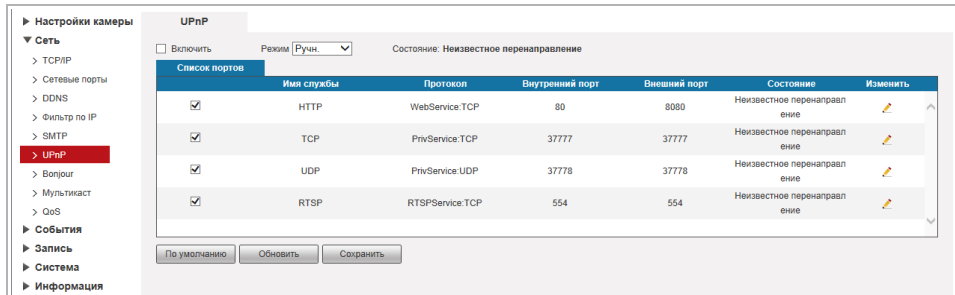 Настройки камеры
Сеть
TCP/IP
Сетевые порты
DDNS
Фильтр по IP
SMTP
UPnP
Bonjour
Мультикаст
QoS
События
Запись
Система
Информация
UPnP
Включить Режим Ручн. Состояние: Неизвестное перенаправление
Список портов
Имя службы Протокол Внутренний порт Внешний порт Состояние Изменить
HTTP WebService:TCP 80 8080 Неизвестное перенаправл
ение
TCP PrivService:TCP 37777 37777 Неизвестное перенаправл
ение
UDP PrivService:UDP 37778 37778 Неизвестное перенаправл
ение
RTSP RTSPService:TCP 554 554 Неизвестное перенаправл
ение
По умолчанию Обновить Сохранить